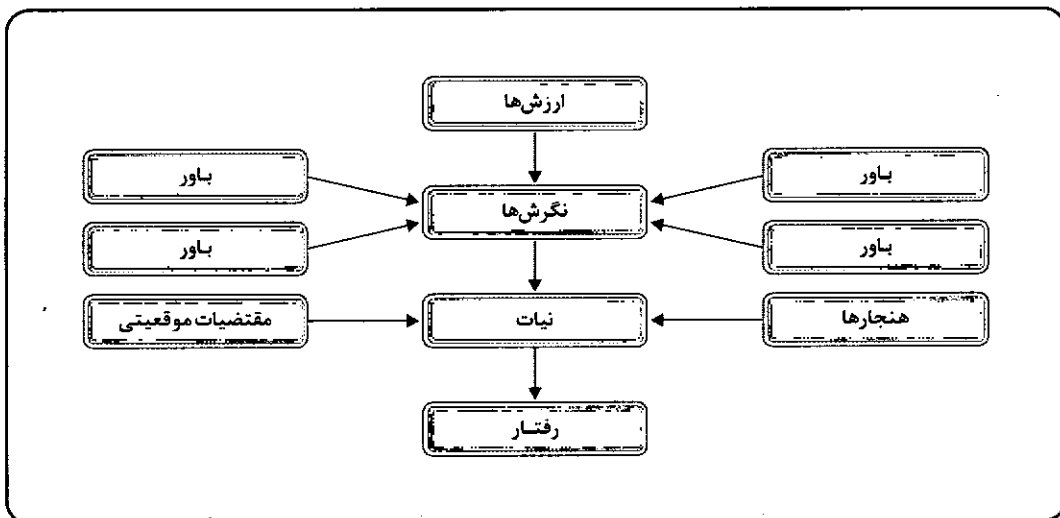 ارزش‌ها
باور
باور
نگرش‌ها
باور
باور
هنجارها
نیات
مقتضیات موقعیتی
رفتار